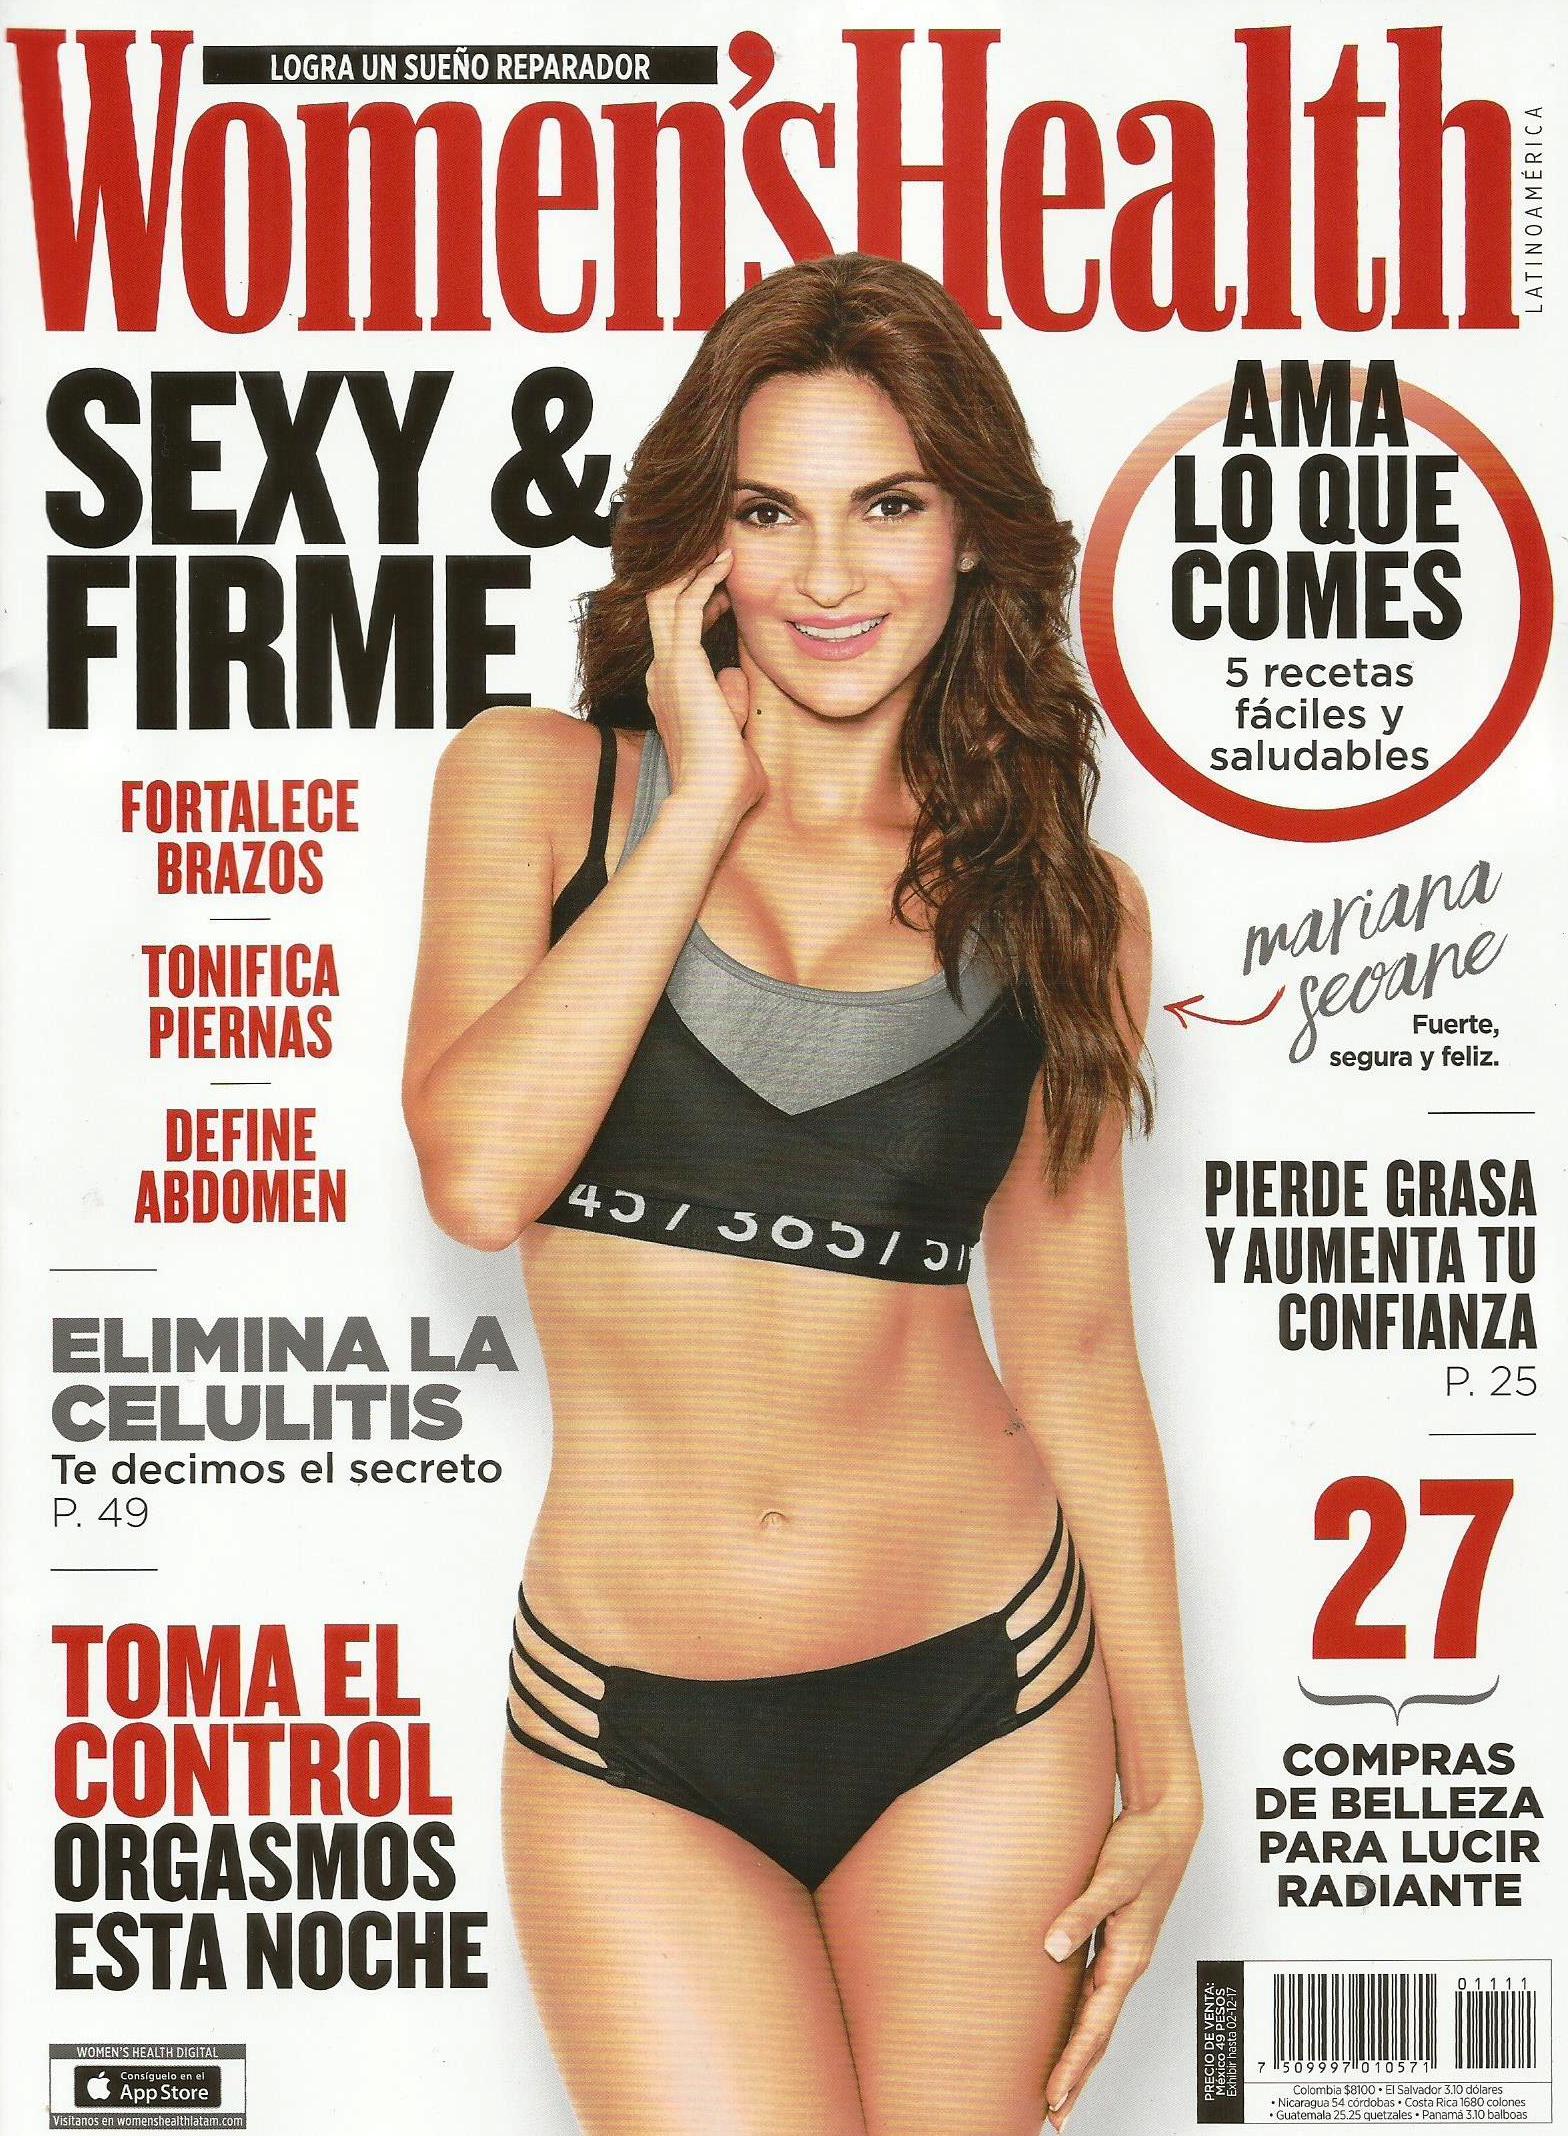 LOGRA UN SUEÑO REPARADOR
Women'sHealth
LATINOAMÉRICA
SEXY &
FIRME
FORTALECE
BRAZOS
TONIFICA
PIERNAS
DEFINE
ABDOMEN
ELIMINA LA
CELULITIS
Te decimos el secreto
P. 49
TOMA EL
CONTROL
ORGASMOS
ESTA NOCHE
WOMEN'S HEALTH DIGITAL
Consíguelo en el
App Store
Visítanos en womenshealthlatam.com
AMA
LO QUE
COMES
5 recetas
fáciles y
saludables
mariana
seoane
Fuerte,
segura y feliz.
45 / 365 / 5
PIERDE GRASA
Y AUMENTA TU
CONFIANZA
P. 25
27
COMPRAS
DE BELLEZA
PARA LUCIR
RADIANTE
PRECIO DE VENTA:
México 49 PESOS
Exhibir hasta 02-12-17
01111
7 509997 010571
Colombia $8100 • El Salvador 3.10 dólares
• Nicaragua 54 córdobas • Costa Rica 1680 colones
• Guatemala 25.25 quetzales • Panamá 3.10 balboas